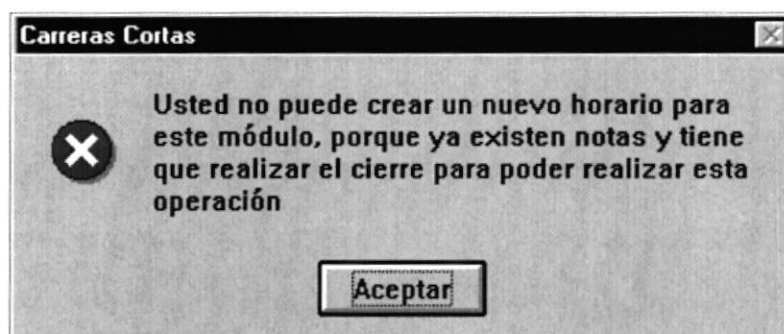 Carreras Cortas
Usted no puede crear un nuevo horario para
este módulo, porque ya existen notas y tiene
que realizar el cierre para poder realizar esta
operación
Aceptar